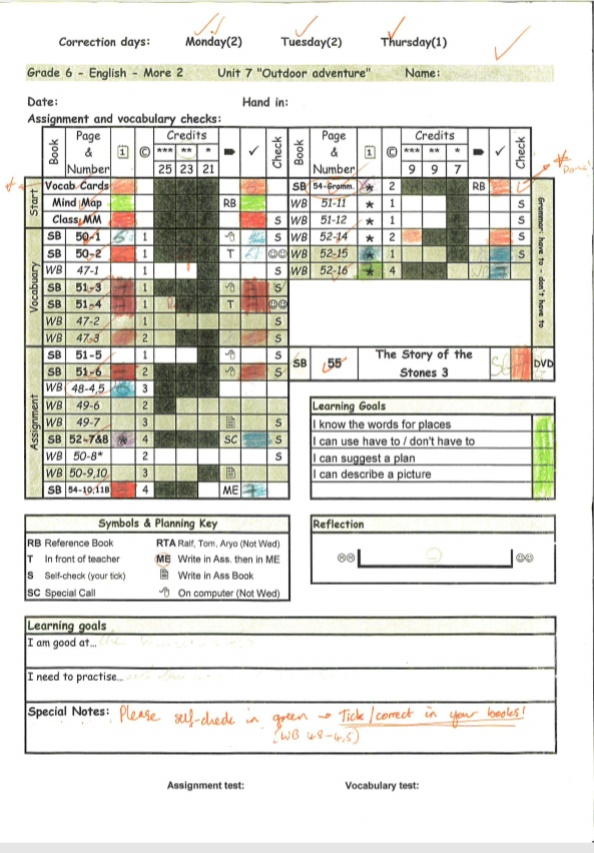 Correction days: Monday(2) Tuesday(2) Thursday(1)
Grade 6 - English - More 2 Unit 7 "Outdoor adventure" Name:
Date: Hand in:
Assignment and vocabulary checks:
Book Page & Number 1 © Credits *** ** * ✓ Check Book Page & Number 1 © Credits *** ** * ✓ Check
25 23 21 9 9 7
Start
Vocab Cards SB 54-Gramm. ★ 2 RB
Mind Map RB WB 51-11 ★ 1 S
Class MM S WB 51-12 ★ 1 S
Vocabuary
SB 50-1 1 S WB 52-14 ★ 2 S
SB 50-2 1 T WB 52-15 ★ 1 S
WB 47-1 1 S WB 52-16 ★ 4
SB 51-3 1 S
SB 51-4 1 T
WB 47-2 1 S
WB 47-3 2 S
Grammar: have to - don't have to
Done!
Assignment
SB 51-5 1 S SB 55 The Story of the Stones 3 DVD
SB 51-6 2 S
WB 48-4,5 3
WB 49-6 2
WB 49-7 3 S
SB 52-7&8 4 SC S
WB 50-8* 2 S
WB 50-9,10 3
SB 54-10,11B 4 ME
Learning Goals
I know the words for places
I can use have to / don't have to
I can suggest a plan
I can describe a picture
Symbols & Planning Key
RB Reference Book RTA Ralf, Tom, Arya (Not Wed)
T In front of teacher ME Write in Ass. then in ME
S Self-check (your tick) Write in Ass Book
SC Special Call On computer (Not Wed)
Reflection
Learning goals
I am good at...
I need to practise...
Special Notes: Please self-check in green → Tick/correct in your books!
(WB 48-4,5)
Assignment test: Vocabulary test: